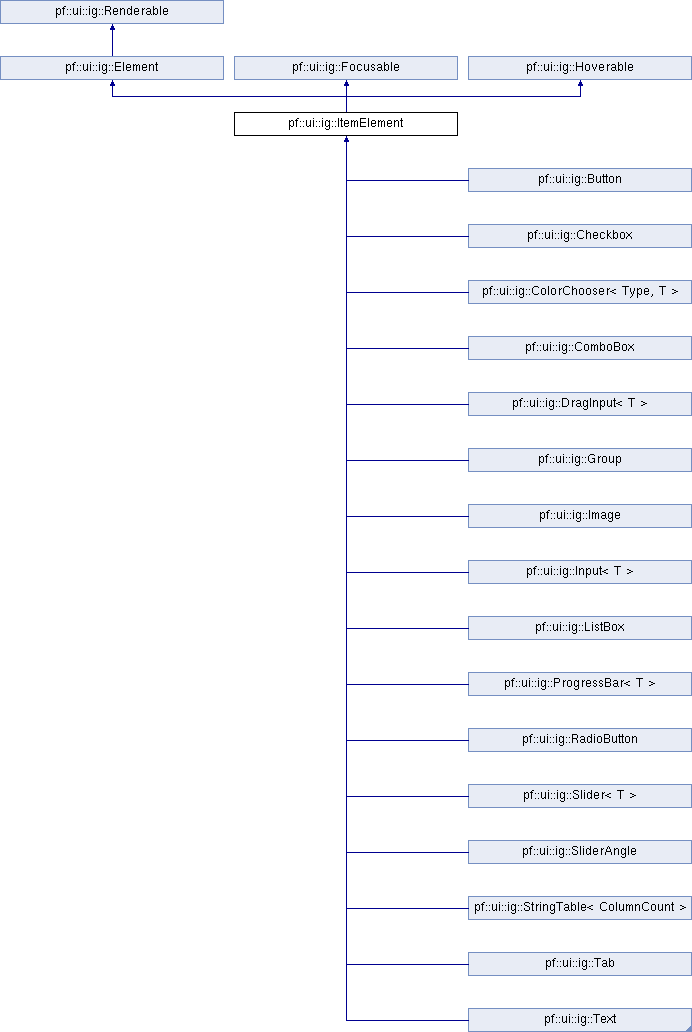 pf::ui::ig::Renderable
pf::ui::ig::Element
pf::ui::ig::Focusable
pf::ui::ig::Hoverable
pf::ui::ig::ItemElement
pf::ui::ig::Button
pf::ui::ig::Checkbox
pf::ui::ig::ColorChooser< Type, T >
pf::ui::ig::ComboBox
pf::ui::ig::DragInput< T >
pf::ui::ig::Group
pf::ui::ig::Image
pf::ui::ig::Input< T >
pf::ui::ig::ListBox
pf::ui::ig::ProgressBar< T >
pf::ui::ig::RadioButton
pf::ui::ig::Slider< T >
pf::ui::ig::SliderAngle
pf::ui::ig::StringTable< ColumnCount >
pf::ui::ig::Tab
pf::ui::ig::Text